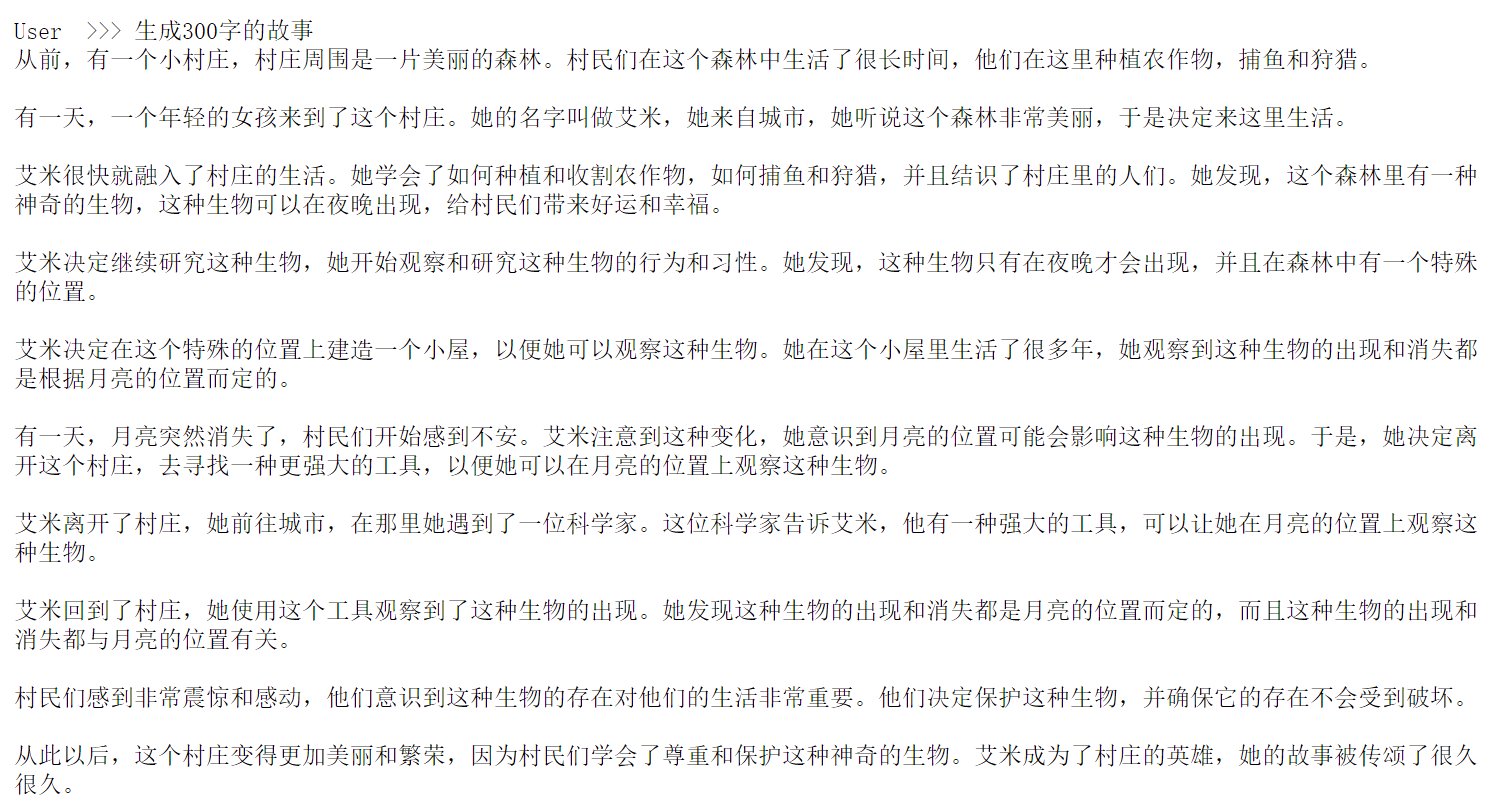 User  >>> 生成300字的故事
从前，有一个小村庄，村庄周围是一片美丽的森林。村民们在这个森林中生活了很长时间，他们在这里种植农作物，捕鱼和狩猎。
有一天，一个年轻的女孩来到了这个村庄。她的名字叫做艾米，她来自城市，她听说这个森林非常美丽，于是决定来这里生活。
艾米很快就融入了村庄的生活。她学会了如何种植和收割农作物，如何捕鱼和狩猎，并且结识了村庄里的人们。她发现，这个森林里有一种
神奇的生物，这种生物可以在夜晚出现，给村民们带来好运和幸福。
艾米决定继续研究这种生物，她开始观察和研究这种生物的行为和习性。她发现，这种生物只有在夜晚才会出现，并且在森林中有一个特殊
的位置。
艾米决定在这个特殊的位置上建造一个小屋，以便她可以观察这种生物。她在这个小屋里生活了很多年，她观察到这种生物的出现和消失都
是根据月亮的位置而定的。
有一天，月亮突然消失了，村民们开始感到不安。艾米注意到这种变化，她意识到月亮的位置可能会影响这种生物的出现。于是，她决定离
开这个村庄，去寻找一种更强大的工具，以便她可以在月亮的位置上观察这种生物。
艾米离开了村庄，她前往城市，在那里她遇到了一位科学家。这位科学家告诉艾米，他有一种强大的工具，可以让她在月亮的位置上观察这
种生物。
艾米回到了村庄，她使用这个工具观察到了这种生物的出现。她发现这种生物的出现和消失都是月亮的位置而定的，而且这种生物的出现和
消失都与月亮的位置有关。
村民们感到非常震惊和感动，他们意识到这种生物的存在对他们的生活非常重要。他们决定保护这种生物，并确保它的存在不会受到破坏。
从此以后，这个村庄变得更加美丽和繁荣，因为村民们学会了尊重和保护这种神奇的生物。艾米成为了村庄的英雄，她的故事被传颂了很久
很久。